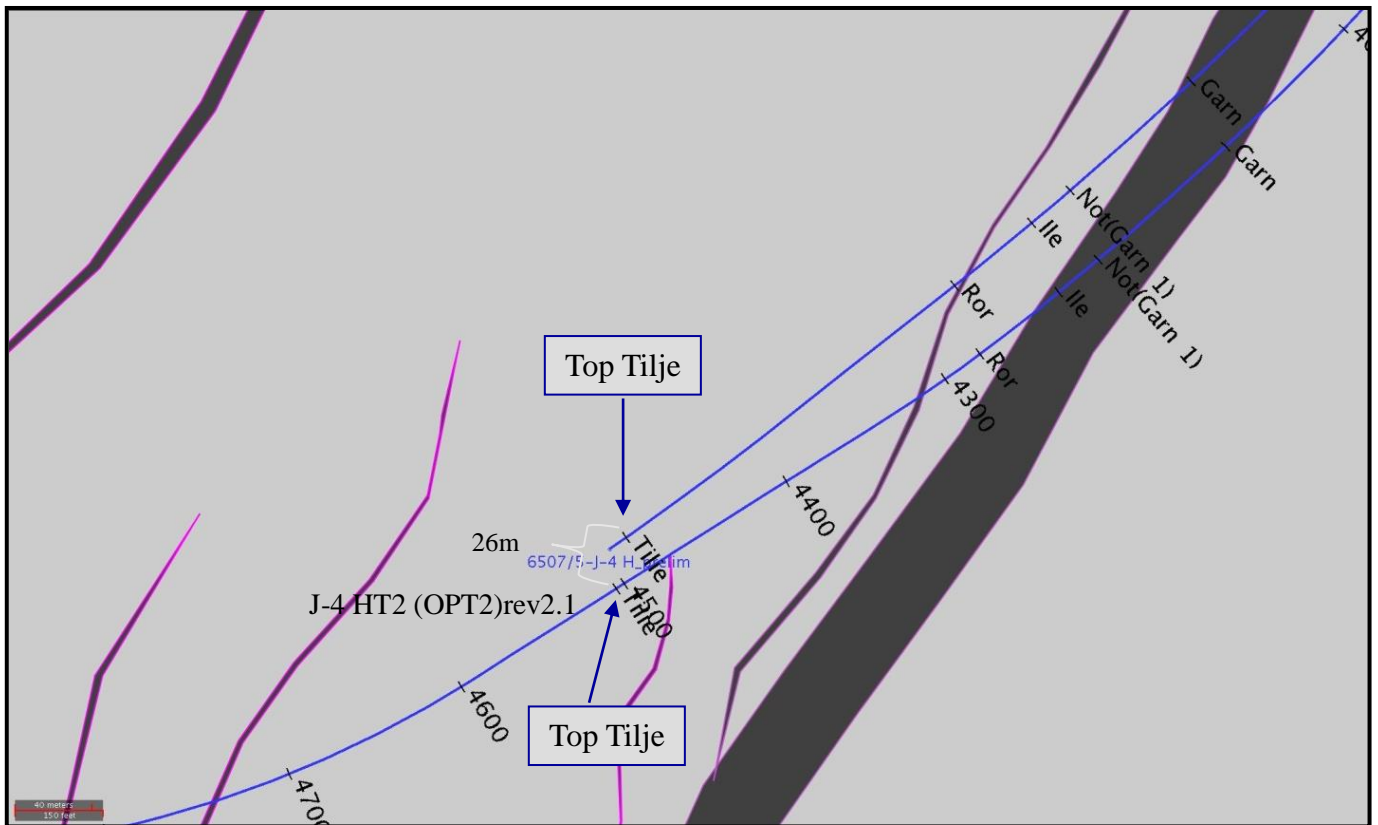 Garn
Garn
Not(Garn 1)
Ile
Not(Garn 1)
Ile
Ror
Ror
4300
Top Tilje
4400
26m
Tilje
6507/5-J-4 H_prelim
4500
Tilje
J-4 HT2 (OPT2)rev2.1
4600
Top Tilje
4700
40 meters
150 feet